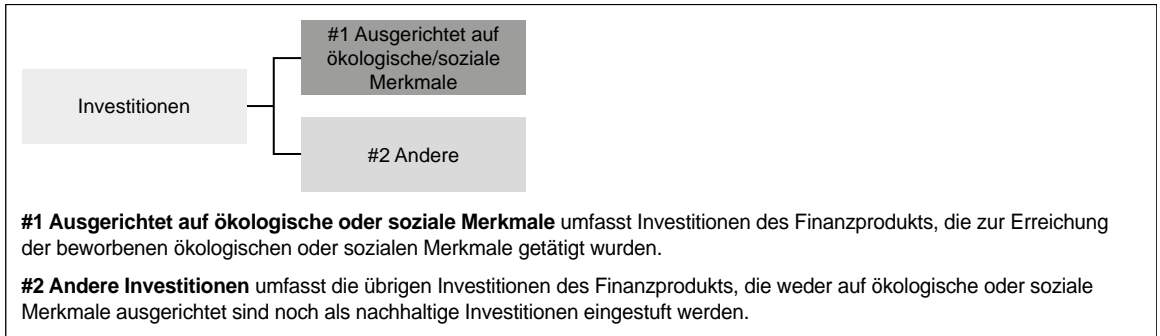 #1 Ausgerichtet auf
ökologische/soziale
Merkmale
Investitionen
#2 Andere
#1 Ausgerichtet auf ökologische oder soziale Merkmale umfasst Investitionen des Finanzprodukts, die zur Erreichung
der beworbenen ökologischen oder sozialen Merkmale getätigt wurden.
#2 Andere Investitionen umfasst die übrigen Investitionen des Finanzprodukts, die weder auf ökologische oder soziale
Merkmale ausgerichtet sind noch als nachhaltige Investitionen eingestuft werden.